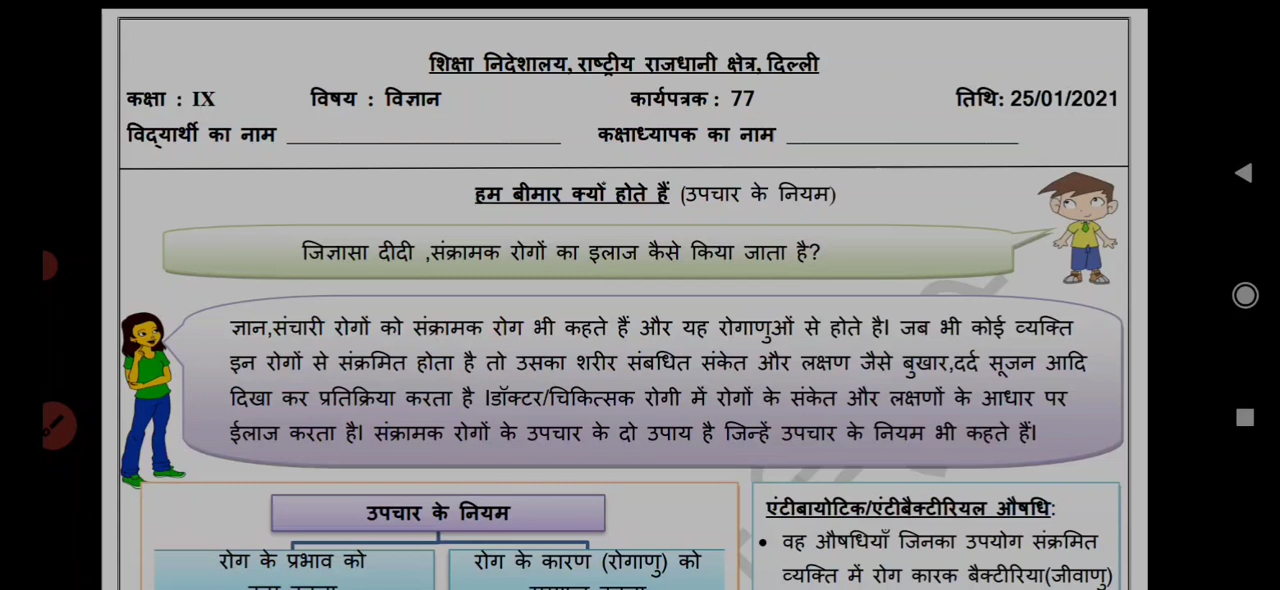 शिक्षा निदेशालय, राष्ट्रीय राजधानी क्षेत्र, दिल्ली
कक्षा : IX विषय : विज्ञान कार्यपत्रक : 77 तिथि: 25/01/2021
विद्यार्थी का नाम ____________________ कक्षाध्यापक का नाम ____________________
हम बीमार क्यों होते हैं (उपचार के नियम)
जिज्ञासा दीदी ,संक्रामक रोगों का इलाज कैसे किया जाता है?
ज्ञान,संचारी रोगों को संक्रामक रोग भी कहते हैं और यह रोगाणुओं से होते है। जब भी कोई व्यक्ति
इन रोगों से संक्रमित होता है तो उसका शरीर संबधित संकेत और लक्षण जैसे बुखार,दर्द सूजन आदि
दिखा कर प्रतिक्रिया करता है ।डॉक्टर/चिकित्सक रोगी में रोगों के संकेत और लक्षणों के आधार पर
ईलाज करता है। संक्रामक रोगों के उपचार के दो उपाय है जिन्हें उपचार के नियम भी कहते हैं।
उपचार के नियम
रोग के प्रभाव को
रोग के कारण (रोगाणु) को
एंटीबायोटिक/एंटीबैक्टीरियल औषधि:
• वह औषधियाँ जिनका उपयोग संक्रमित
व्यक्ति में रोग कारक बैक्टीरिया(जीवाणु)